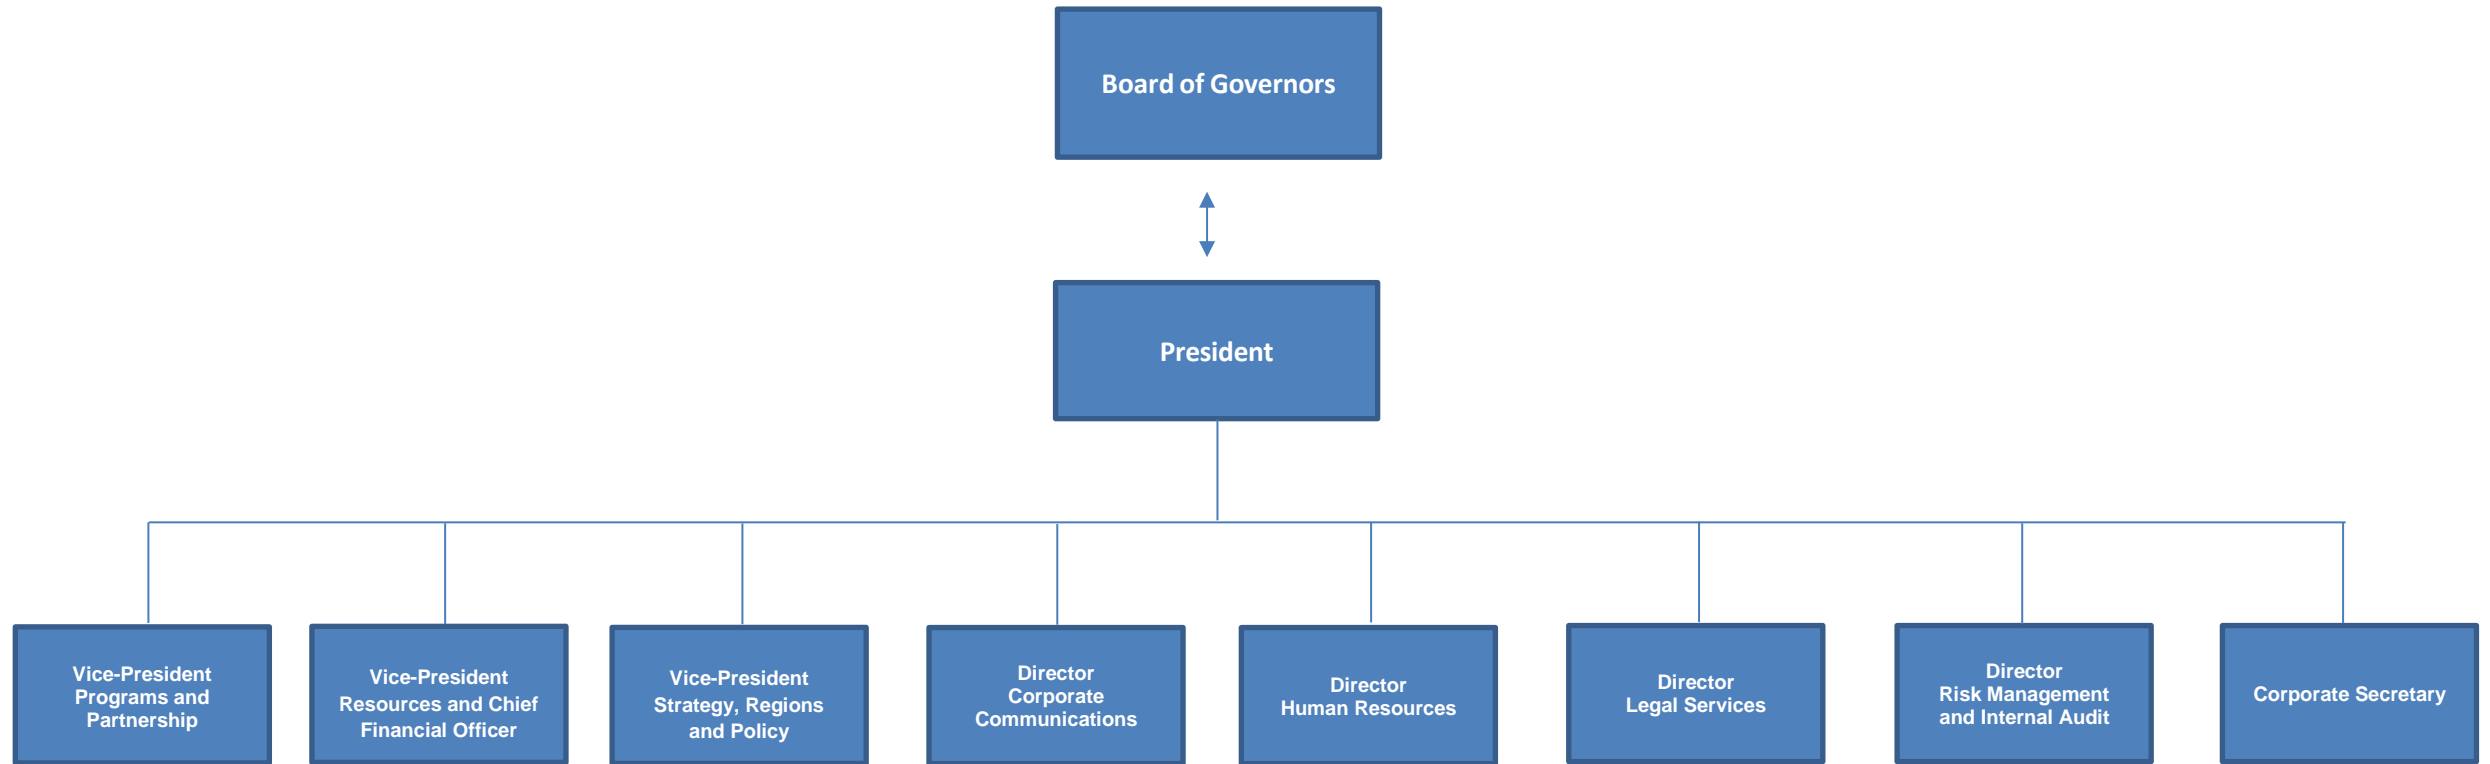 Board of Governors
President
Vice-President
Programs and
Partnership
Vice-President
Resources and Chief
Financial Officer
Vice-President
Strategy, Regions
and Policy
Director
Corporate
Communications
Director
Human Resources
Director
Legal Services
Director
Risk Management
and Internal Audit
Corporate Secretary